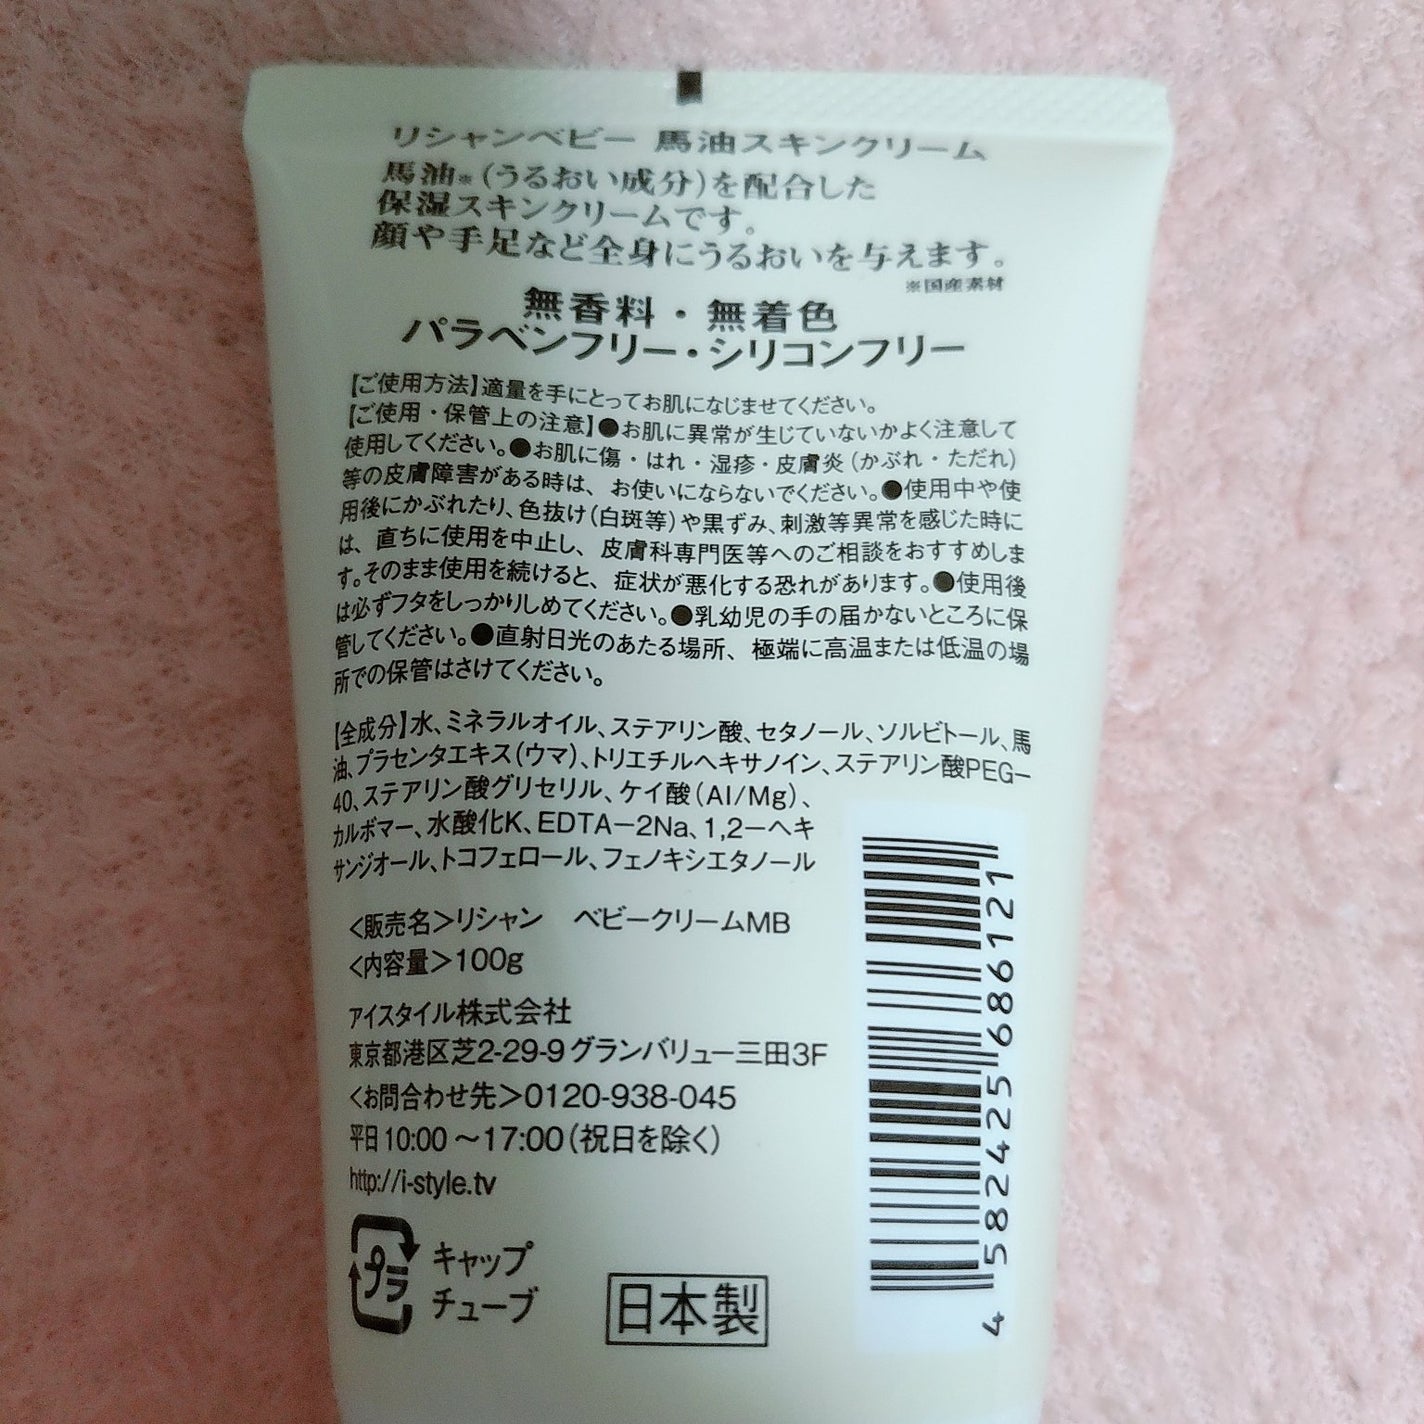 リシャンベビー 馬油スキンクリーム
馬油※(うるおい成分)を配合した
保湿スキンクリームです。
顔や手足など全身にうるおいを与えます。
※国産素材
無香料・無着色
パラベンフリー・シリコンフリー
【ご使用方法】適量を手にとってお肌になじませてください。
【ご使用・保管上の注意】●お肌に異常が生じていないかよく注意して
使用してください。●お肌に傷・はれ・湿疹・皮膚炎(かぶれ・ただれ)
等の皮膚障害がある時は、お使いにならないでください。●使用中や使
用後にかぶれたり、色抜け(白斑等)や黒ずみ、刺激等異常を感じた時に
は、直ちに使用を中止し、皮膚科専門医等へのご相談をおすすめしま
す。そのまま使用を続けると、症状が悪化する恐れがあります。●使用後
は必ずフタをしっかりしめてください。●乳幼児の手の届かないところに保
管してください。●直射日光のあたる場所、極端に高温または低温の場
所での保管はさけてください。
【全成分】水、ミネラルオイル、ステアリン酸、セタノール、ソルビトール、馬
油、プラセンタエキス(ウマ)、トリエチルヘキサノイン、ステアリン酸PEG-
40、ステアリン酸グリセリル、ケイ酸(Al/Mg)、
カルボマー、水酸化K、EDTA-2Na、1,2-ヘキ
サンジオール、トコフェロール、フェノキシエタノール
<販売名>リシャン ベビークリームMB
<内容量>100g
アイスタイル株式会社
東京都港区芝2-29-9グランバリュー三田3F
<お問合わせ先>0120-938-045
平日10:00～17:00(祝日を除く)
http://i-style.tv
プラ
キャップ
チューブ
日本製
4582425686121